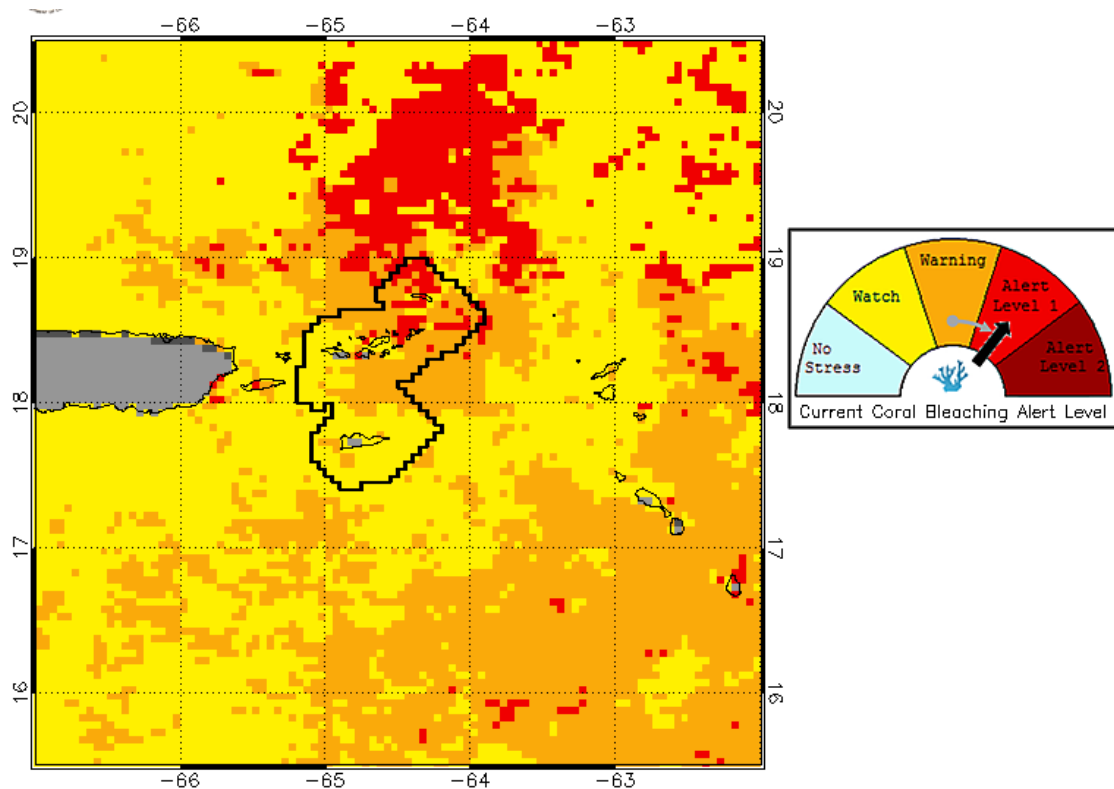 -66 -65 -64 -63
20 20
19 19
18 18
17 17
16 16
-66 -65 -64 -63
Warning
Watch
Alert
Level 1
No
Stress
Alert
Level 2
Current Coral Bleaching Alert Level